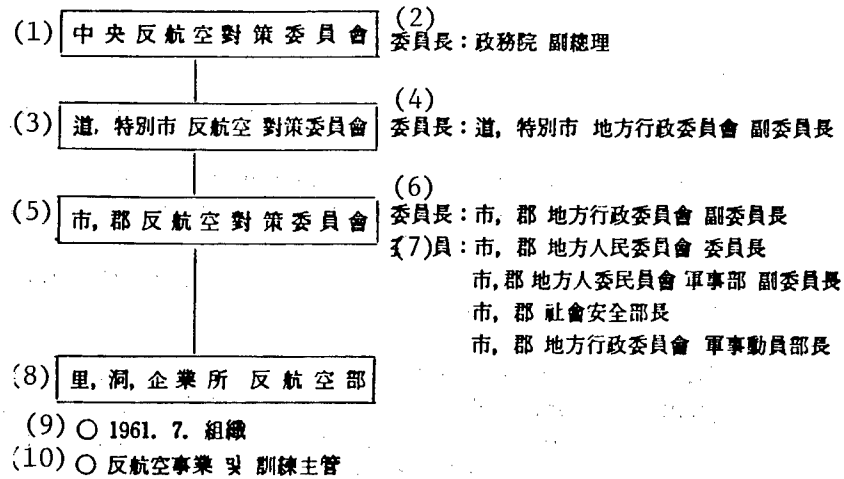 (1) 中央反航空對策委員會 (2)
委員長：政務院 副總理
(3) 道, 特別市 反航空 對策委員會 (4)
委員長：道, 特別市 地方行政委員會 副委員長
(5) 市, 郡 反航空對策委員會 (6)
委員長：市, 郡 地方行政委員會 副委員長
(7)員：市, 郡 地方人民委員會 委員長
市, 郡 地方人委民員會 軍事部 副委員長
市, 郡 社會安全部長
市, 郡 地方行政委員會 軍事動員部長
(8) 里, 洞, 企業所 反航空部
(9) ○ 1961. 7. 組織
(10) ○ 反航空事業 및 訓練主管